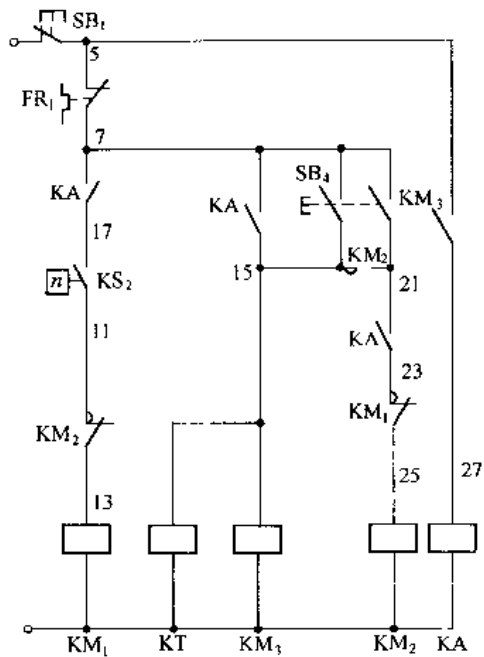 SB₁
5
FR₁
7
SB₄
KA
KA
KM₃
17
KM₂
15
21
n
KS₂
11
KA
23
KM₁
KM₂
25
27
13
KM₁
KT
KM₃
KM₂
KA